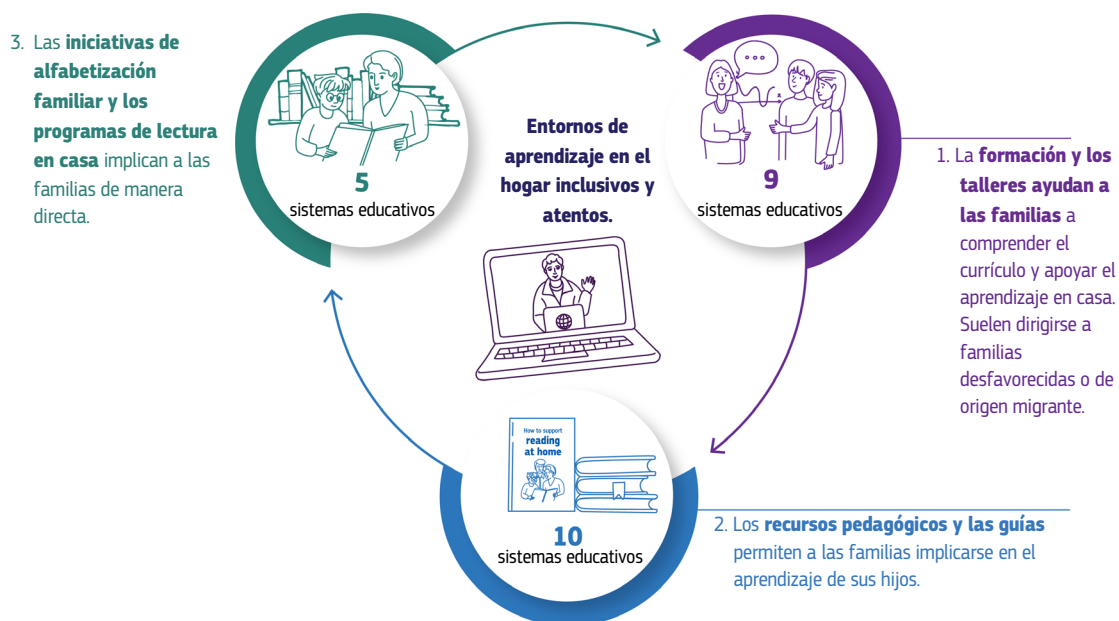 3. Las iniciativas de
alfabetización
familiar y los
programas de lectura
en casa implican a las
familias de manera
directa.
5
sistemas educativos
Entornos de
aprendizaje en el
hogar inclusivos y
atentos.
9
sistemas educativos
1. La formación y los
talleres ayudan a
las familias a
comprender el
currículo y apoyar el
aprendizaje en casa.
Suelen dirigirse a
familias
desfavorecidas o de
origen migrante.
How to support
reading
at home
10
sistemas educativos
2. Los recursos pedagógicos y las guías
permiten a las familias implicarse en el
aprendizaje de sus hijos.